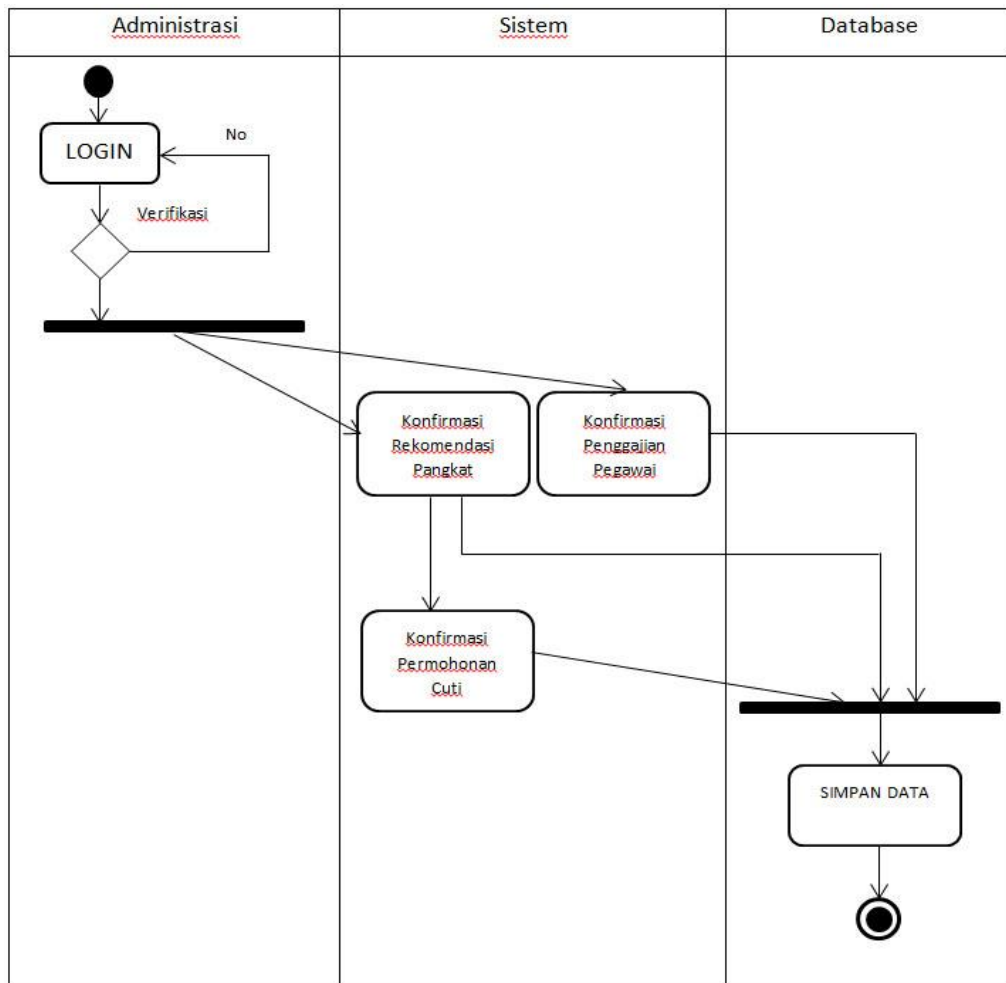 Administrasi
Sistem
Database
LOGIN
No
Verifikasi
Konfirmasi
Rekomendasi
Pangkat
Konfirmasi
Penggajian
Pegawai
Konfirmasi
Permohonan
Cuti
SIMPAN DATA